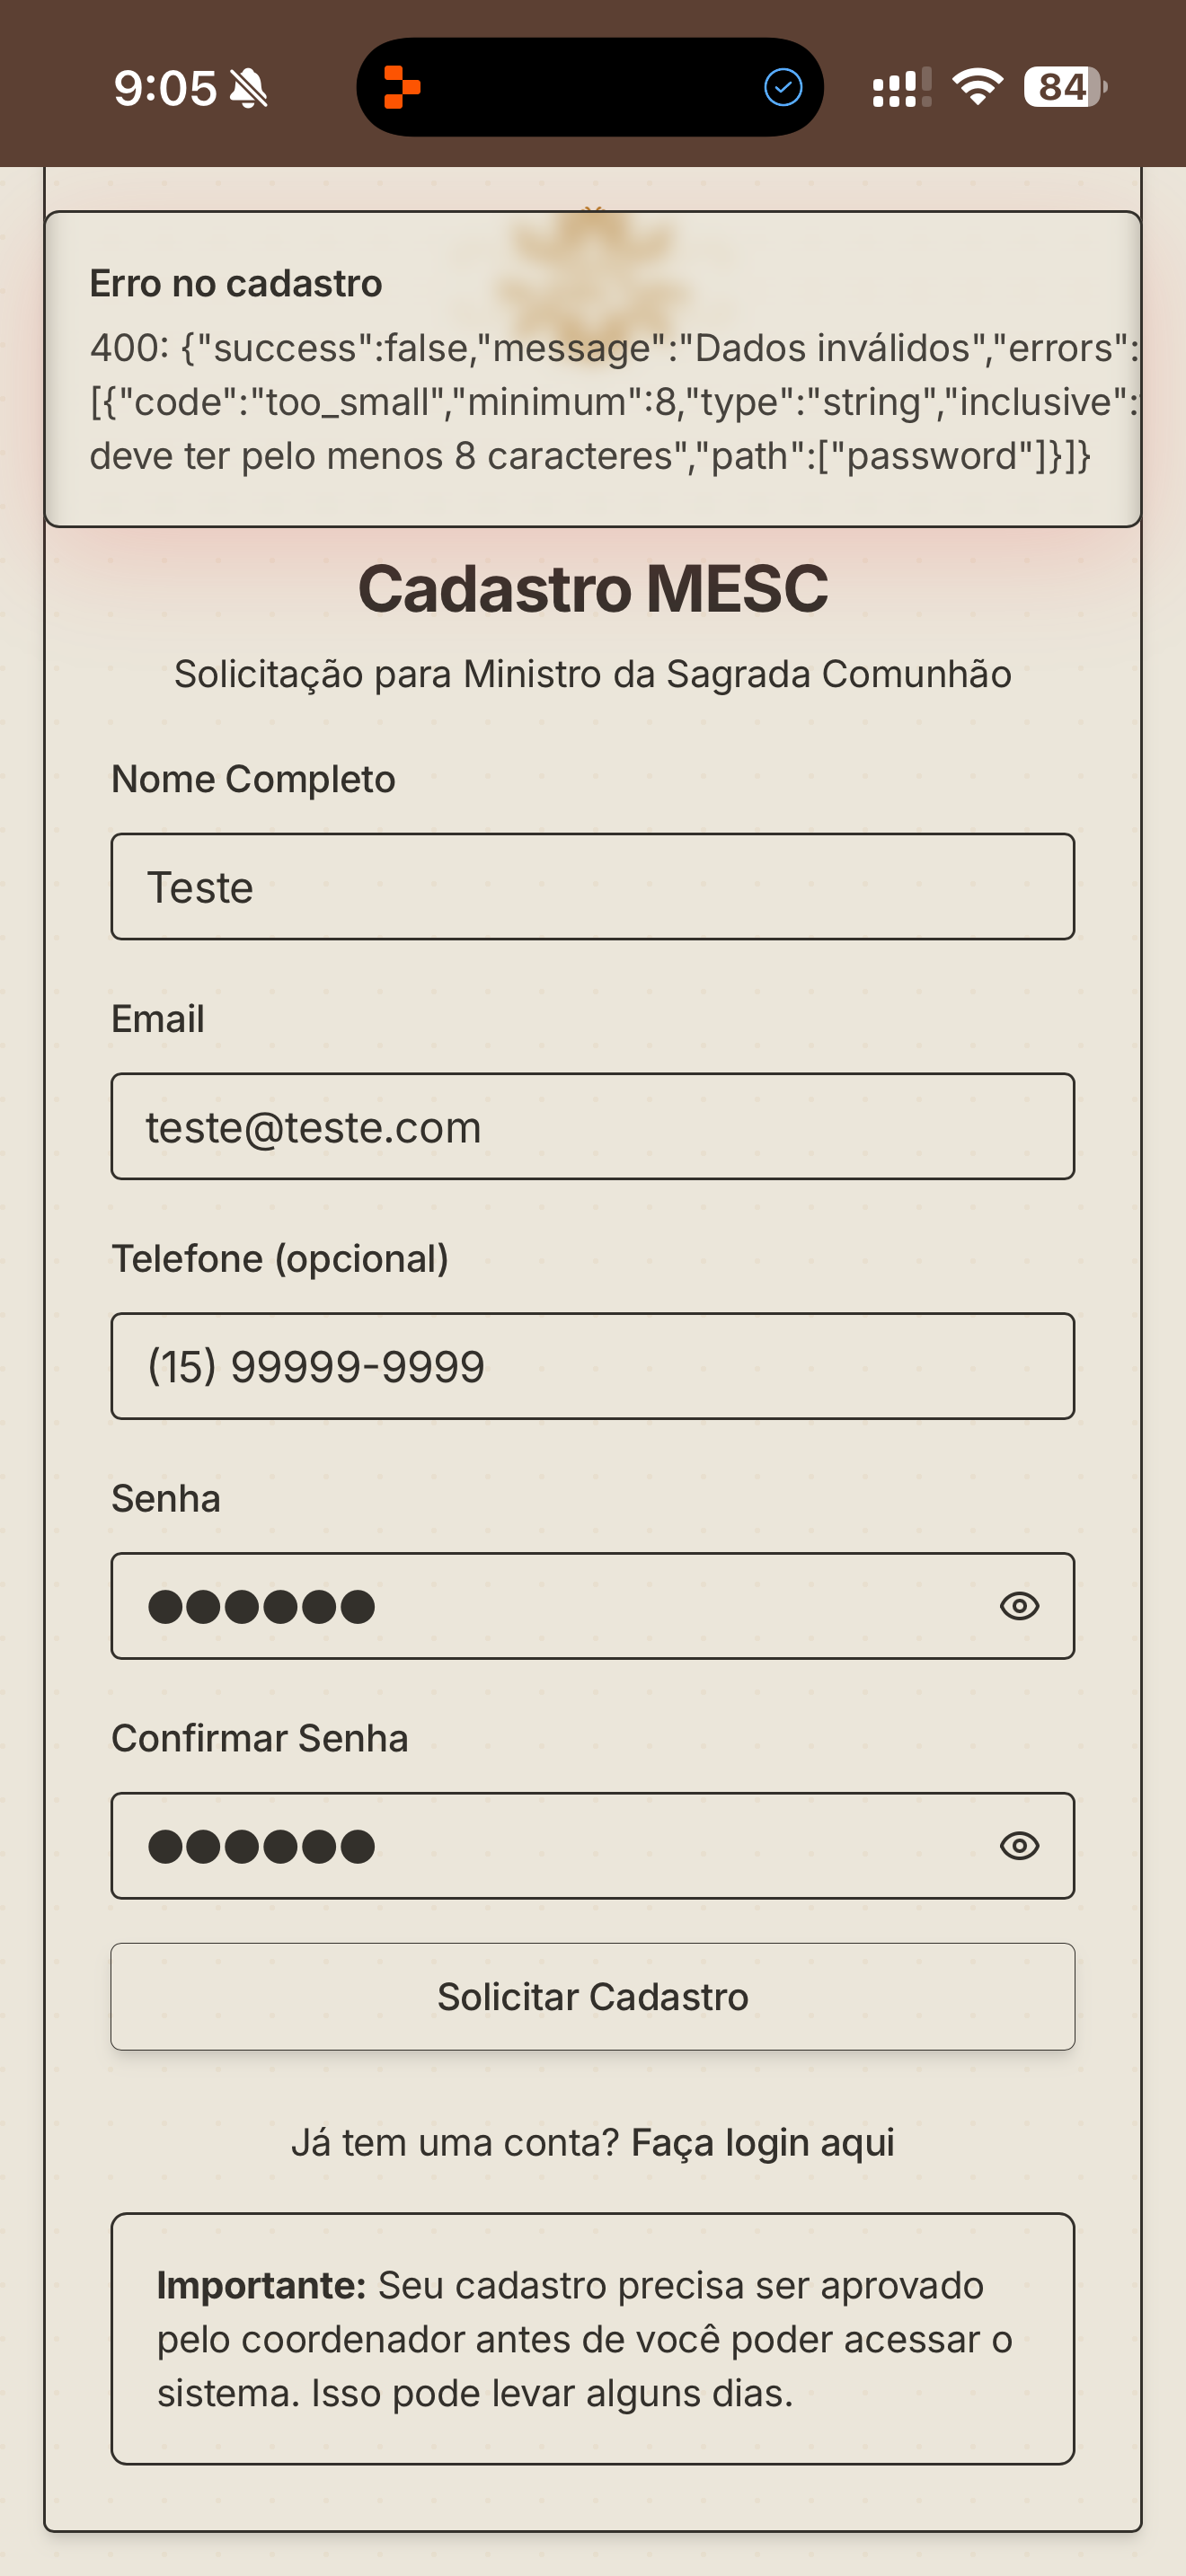 9:05
84
Erro no cadastro
400: {"success":false,"message":"Dados inválidos","errors":
[{"code":"too_small","minimum":8,"type":"string","inclusive":
deve ter pelo menos 8 caracteres","path":["password"]}]}
Cadastro MESC
Solicitação para Ministro da Sagrada Comunhão
Nome Completo
Teste
Email
teste@teste.com
Telefone (opcional)
(15) 99999-9999
Senha
●●●●●●
Confirmar Senha
●●●●●●
Solicitar Cadastro
Já tem uma conta? Faça login aqui
Importante: Seu cadastro precisa ser aprovado
pelo coordenador antes de você poder acessar o
sistema. Isso pode levar alguns dias.